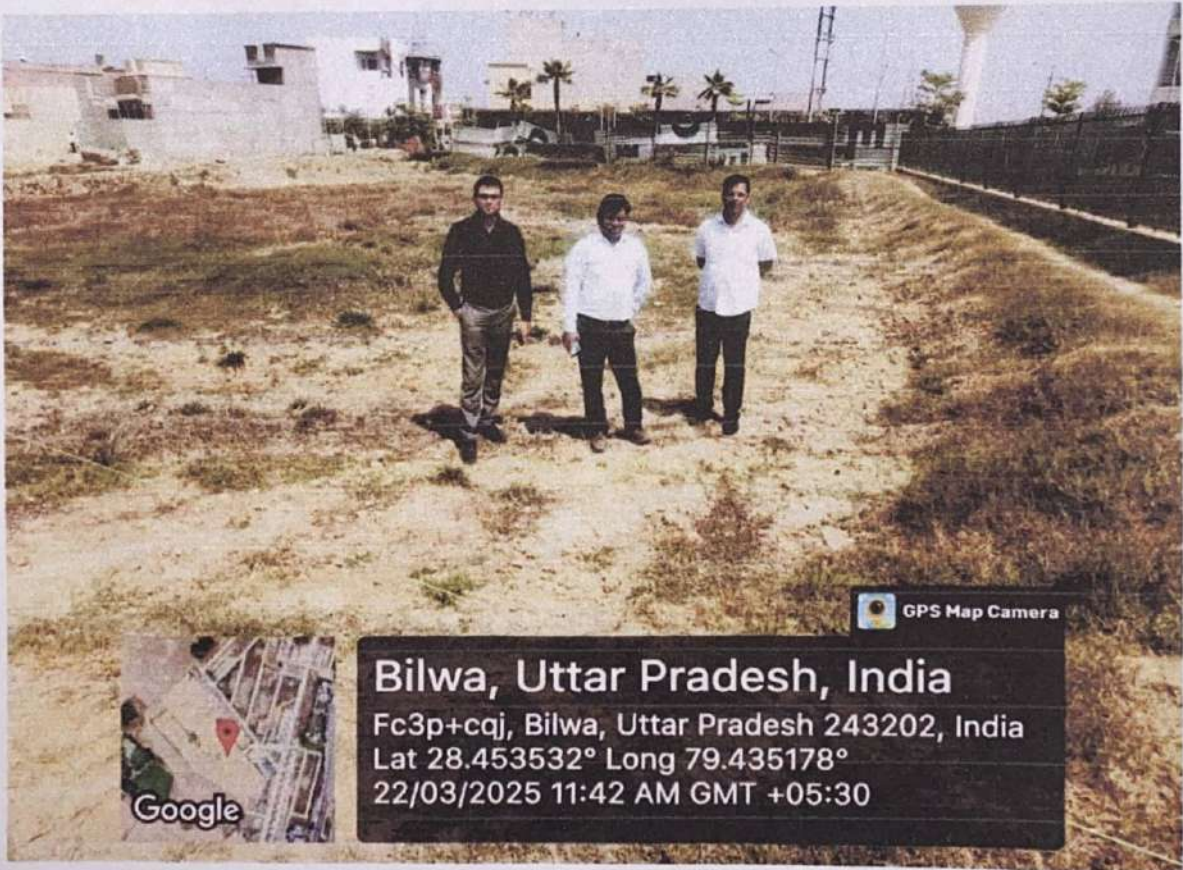 GPS Map Camera
Bilwa, Uttar Pradesh, India
Fc3p+cqj, Bilwa, Uttar Pradesh 243202, India
Lat 28.453532° Long 79.435178°
22/03/2025 11:42 AM GMT +05:30
Google